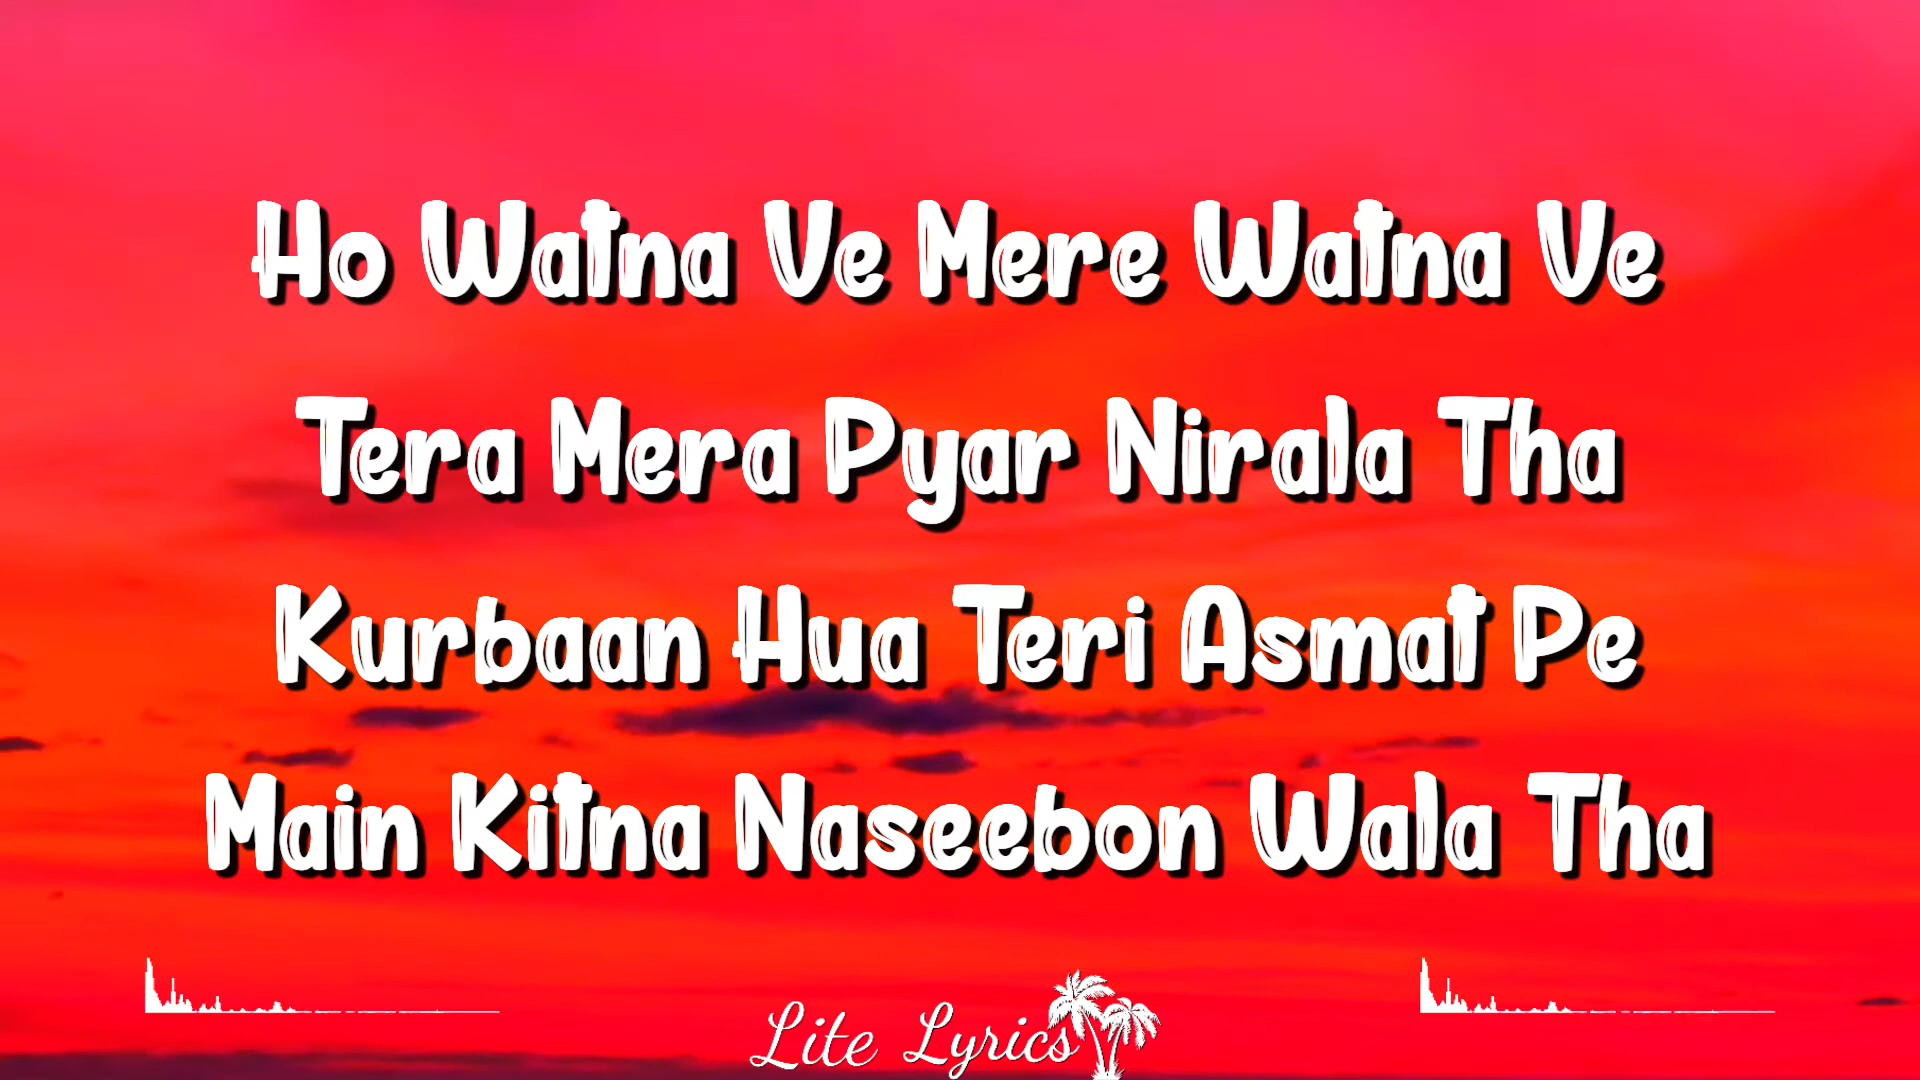 Ho Watna Ve Mere Watna Ve
Tera Mera Pyar Nirala Tha
Kurbaan Hua Teri Asmat Pe
Main Kitna Naseebon Wala Tha
Lite Lyrics